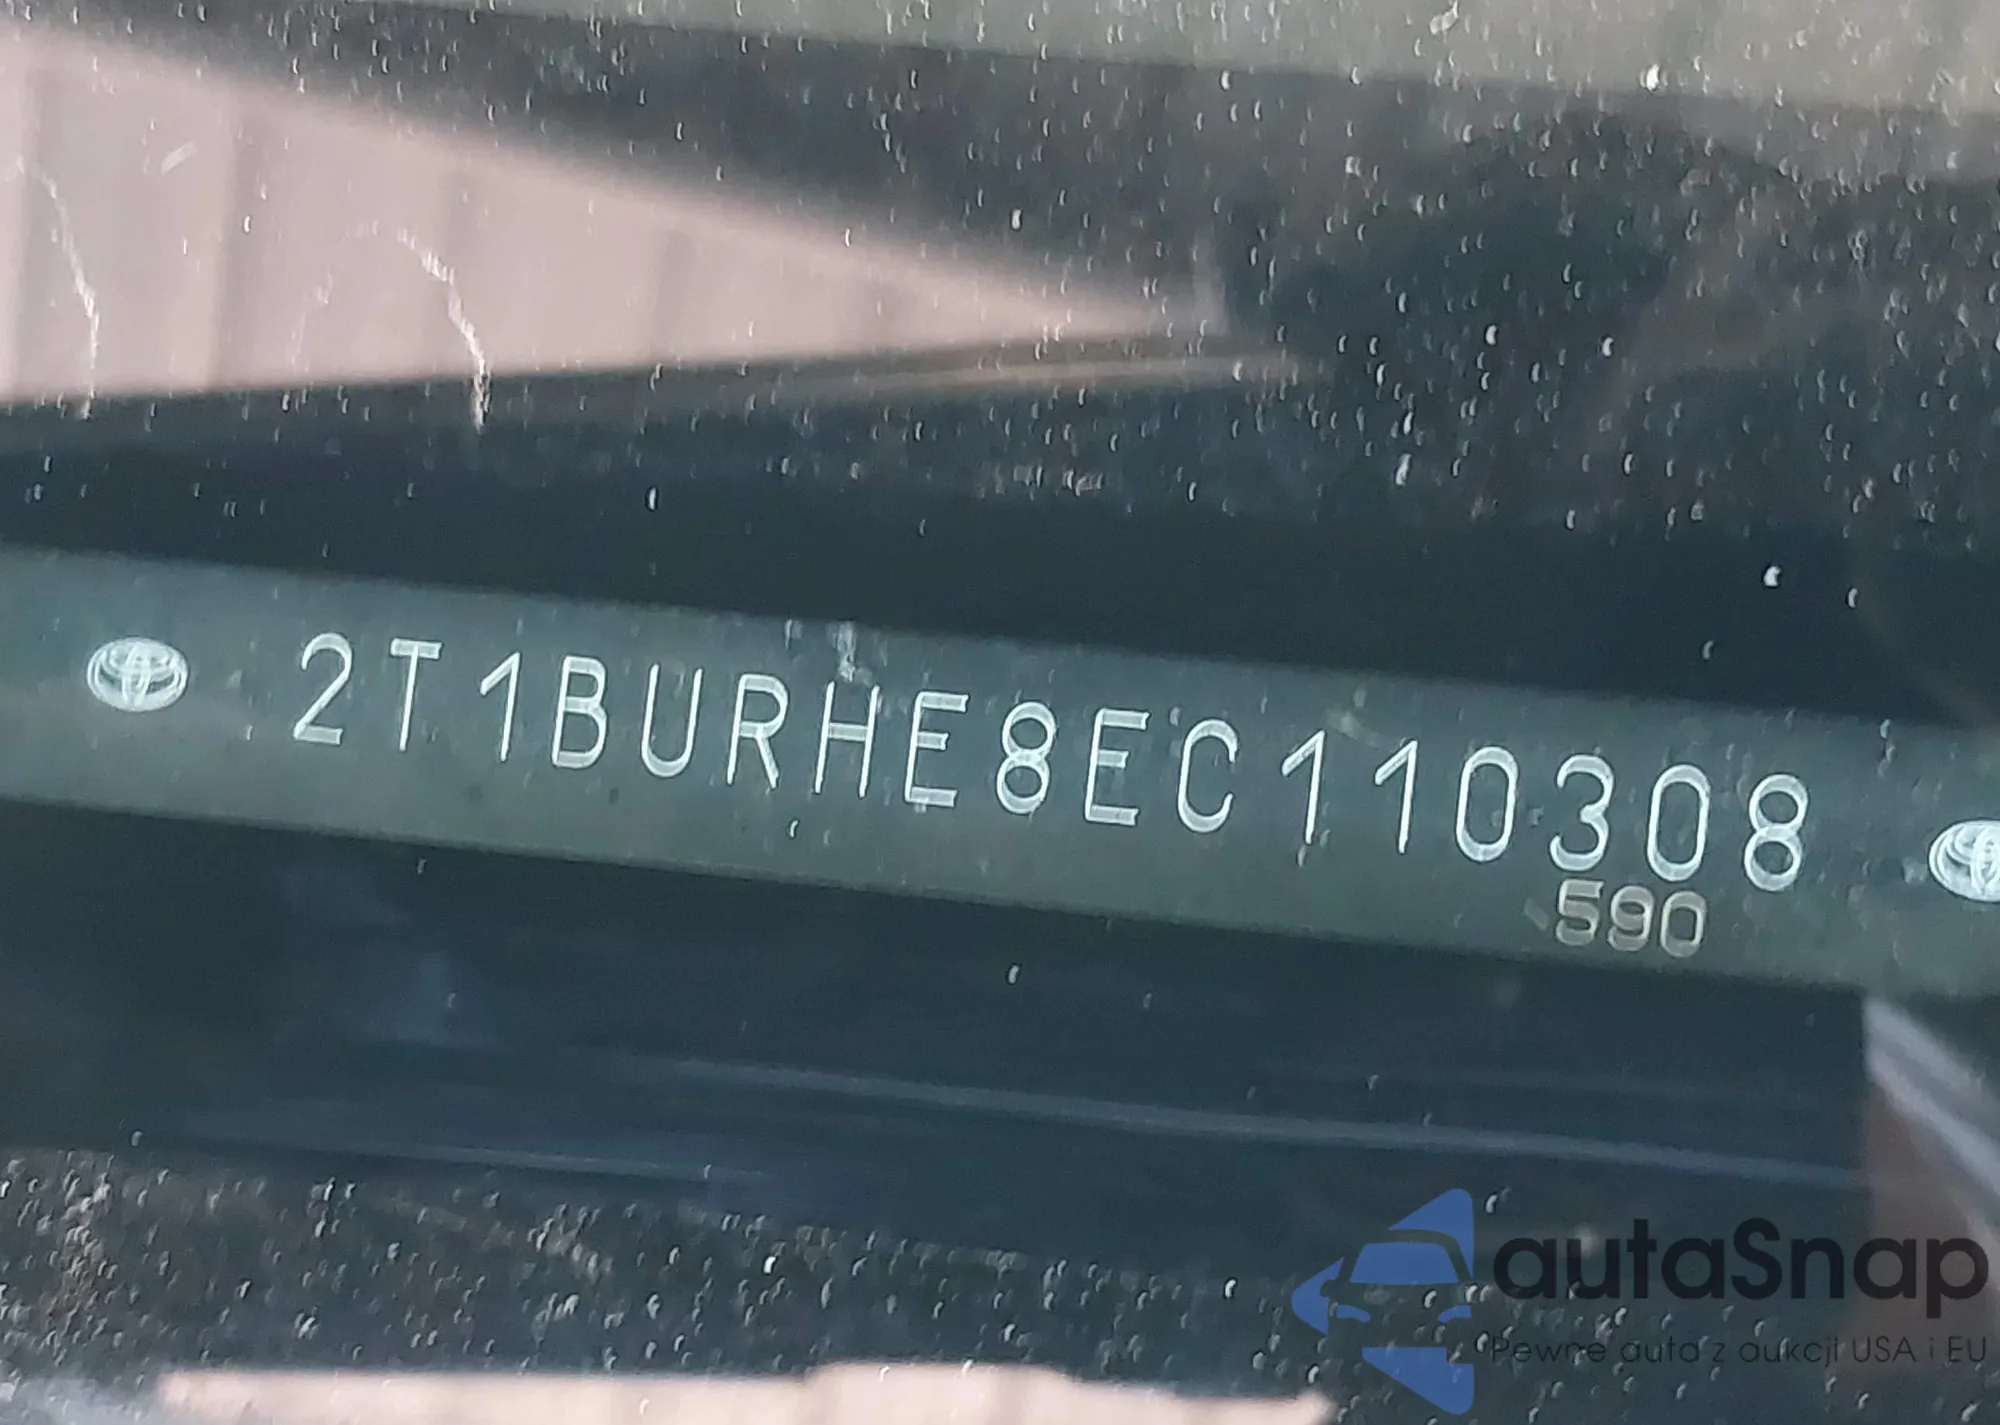 2T1BURHE8EC110308
590
autaSnap
Pewne auta z aukcji USA i EU